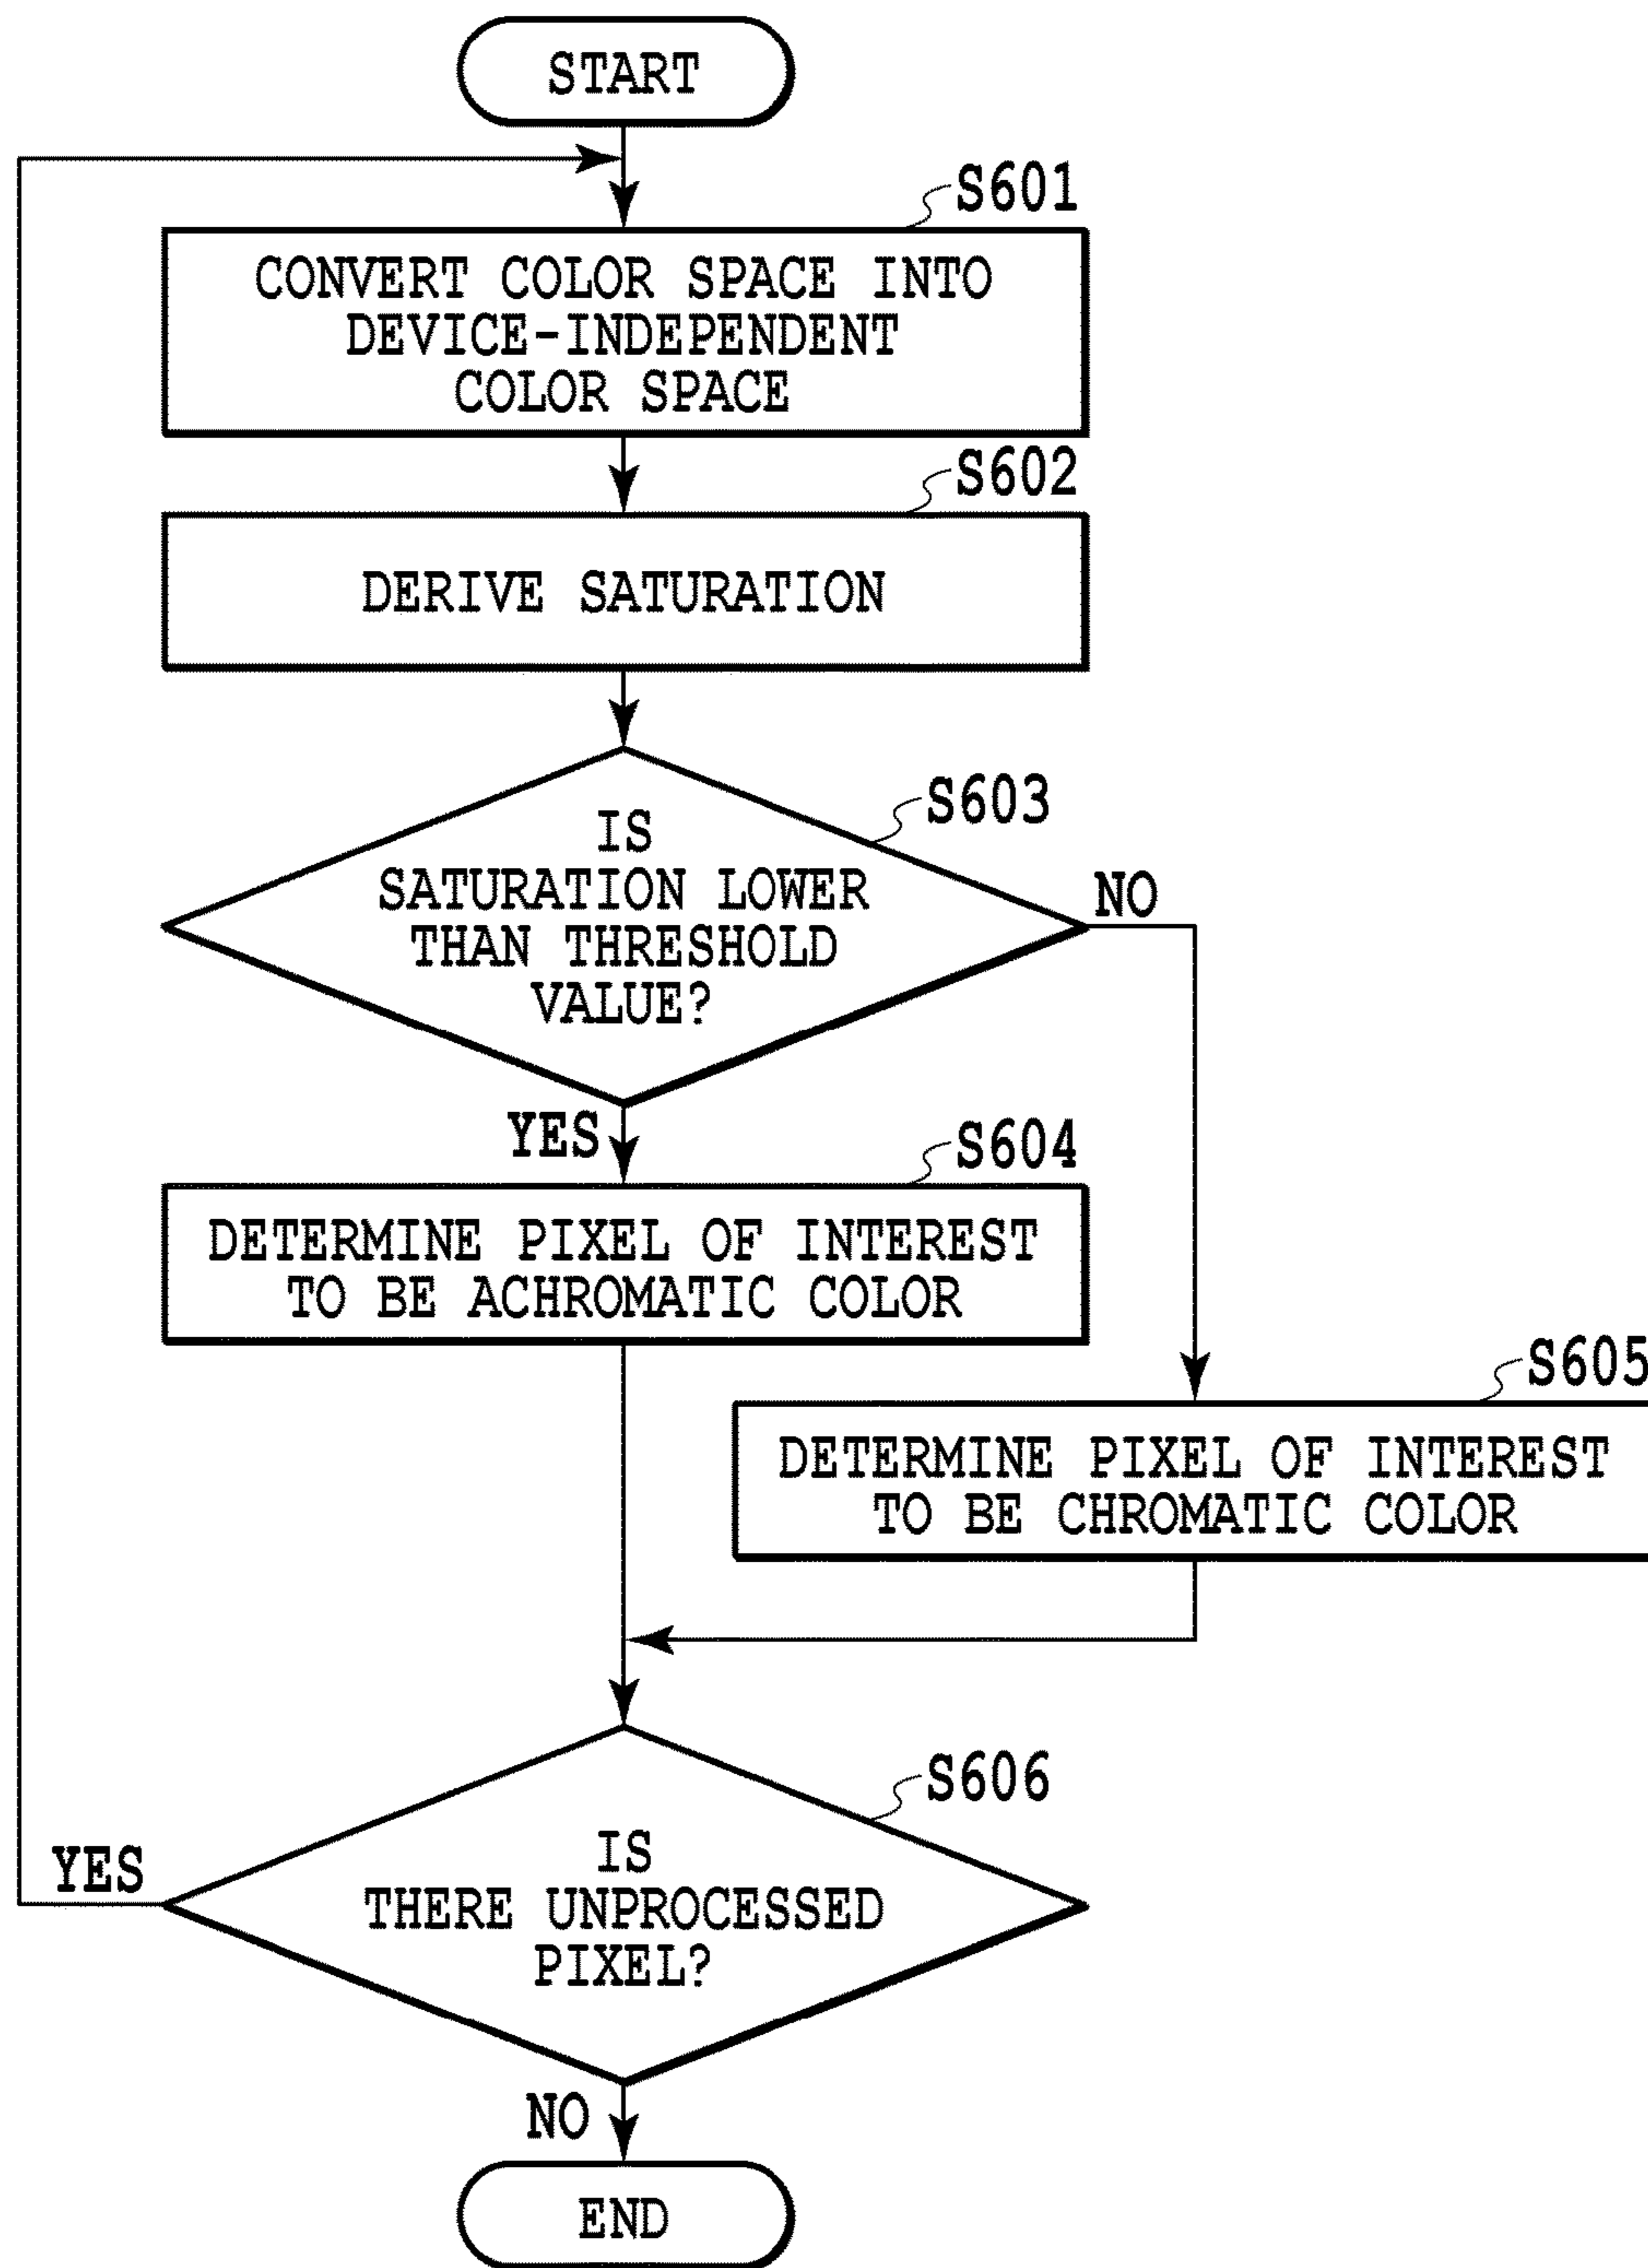 START
S601
CONVERT COLOR SPACE INTO
DEVICE-INDEPENDENT
COLOR SPACE
S602
DERIVE SATURATION
S603
IS
SATURATION LOWER
THAN THRESHOLD
VALUE?
NO
YES
S604
DETERMINE PIXEL OF INTEREST
TO BE ACHROMATIC COLOR
S605
DETERMINE PIXEL OF INTEREST
TO BE CHROMATIC COLOR
S606
IS
THERE UNPROCESSED
PIXEL?
YES
NO
END